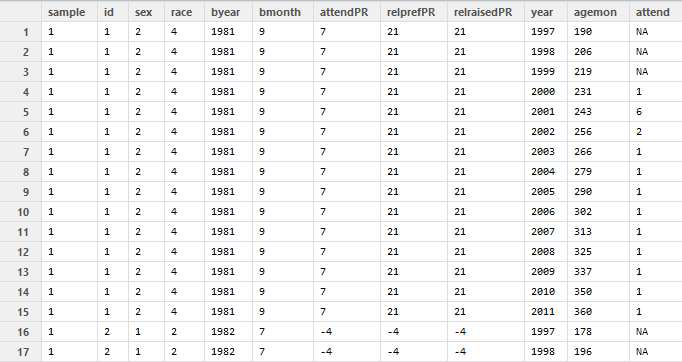 sample id sex race byear bmonth attendPR relprefPR relraisedPR year agemon attend
1 1 1 2 4 1981 9 7 21 21 1997 190 NA
2 1 1 2 4 1981 9 7 21 21 1998 206 NA
3 1 1 2 4 1981 9 7 21 21 1999 219 NA
4 1 1 2 4 1981 9 7 21 21 2000 231 1
5 1 1 2 4 1981 9 7 21 21 2001 243 6
6 1 1 2 4 1981 9 7 21 21 2002 256 2
7 1 1 2 4 1981 9 7 21 21 2003 266 1
8 1 1 2 4 1981 9 7 21 21 2004 279 1
9 1 1 2 4 1981 9 7 21 21 2005 290 1
10 1 1 2 4 1981 9 7 21 21 2006 302 1
11 1 1 2 4 1981 9 7 21 21 2007 313 1
12 1 1 2 4 1981 9 7 21 21 2008 325 1
13 1 1 2 4 1981 9 7 21 21 2009 337 1
14 1 1 2 4 1981 9 7 21 21 2010 350 1
15 1 1 2 4 1981 9 7 21 21 2011 360 1
16 1 2 1 2 1982 7 -4 -4 -4 1997 178 NA
17 1 2 1 2 1982 7 -4 -4 -4 1998 196 NA